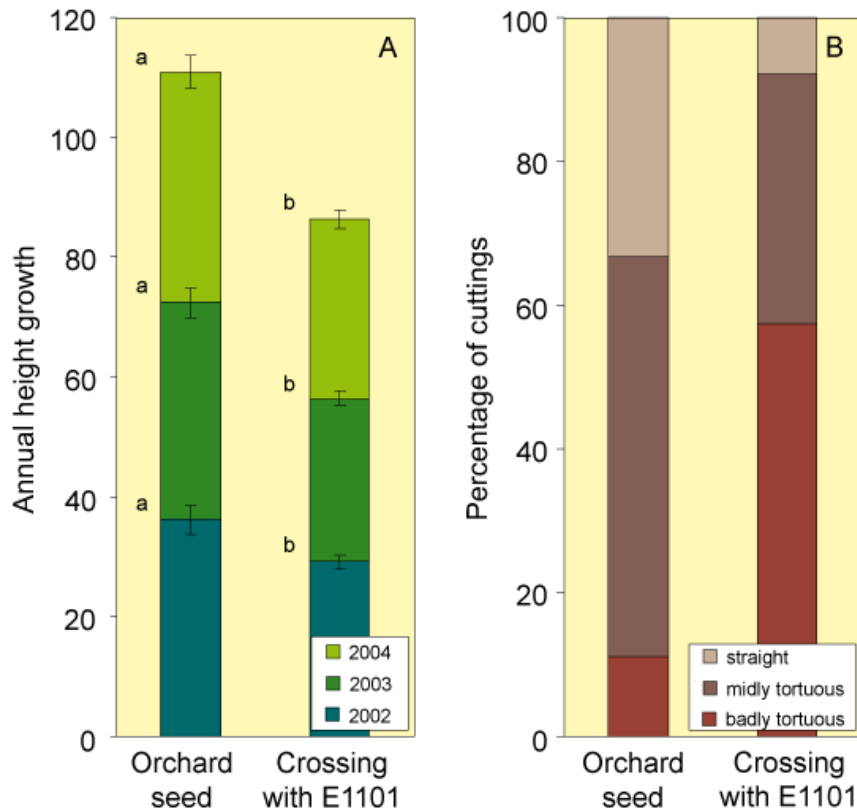 A
Annual height growth
120
100
80
60
40
20
0
a
a
a
b
b
b
2004
2003
2002
Orchard
seed
Crossing
with E1101
B
Percentage of cuttings
100
80
60
40
20
0
straight
midly tortuous
badly tortuous
Orchard
seed
Crossing
with E1101